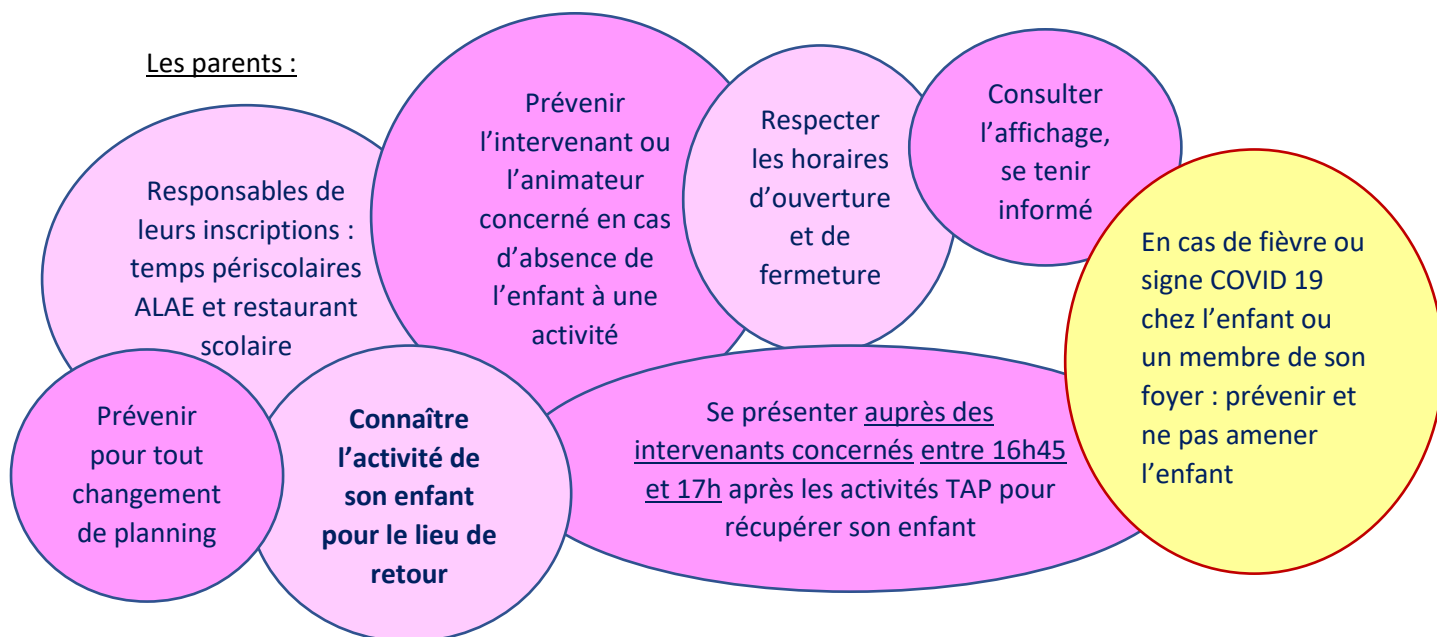 Les parents :
Responsables de
leurs inscriptions :
temps périscolaires
ALAE et restaurant
scolaire
Prévenir
l’intervenant ou
l’animateur
concerné en cas
d’absence de
l’enfant à une
activité
Respecter
les horaires
d’ouverture
et de
fermeture
Consulter
l’affichage,
se tenir
informé
En cas de fièvre ou
signe COVID 19
chez l’enfant ou
un membre de son
foyer : prévenir et
ne pas amener
l’enfant
Prévenir
pour tout
changement
de planning
Connaître
l’activité de
son enfant
pour le lieu de
retour
Se présenter auprès des
intervenants concernés entre 16h45
et 17h après les activités TAP pour
récupérer son enfant